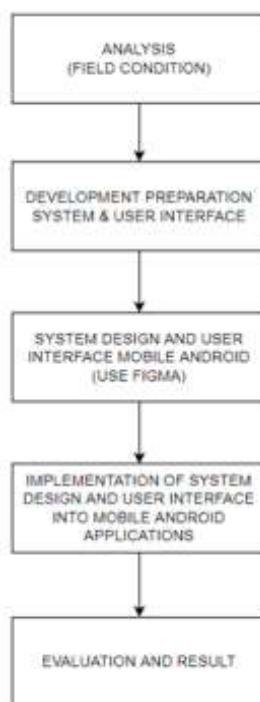 ANALYSIS
(FIELD CONDITION)
DEVELOPMENT PREPARATION
SYSTEM & USER INTERFACE
SYSTEM DESIGN AND USER
INTERFACE MOBILE ANDROID
(USE FIGMA)
IMPLEMENTATION OF SYSTEM
DESIGN AND USER INTERFACE
INTO MOBILE ANDROID
APPLICATIONS
EVALUATION AND RESULT